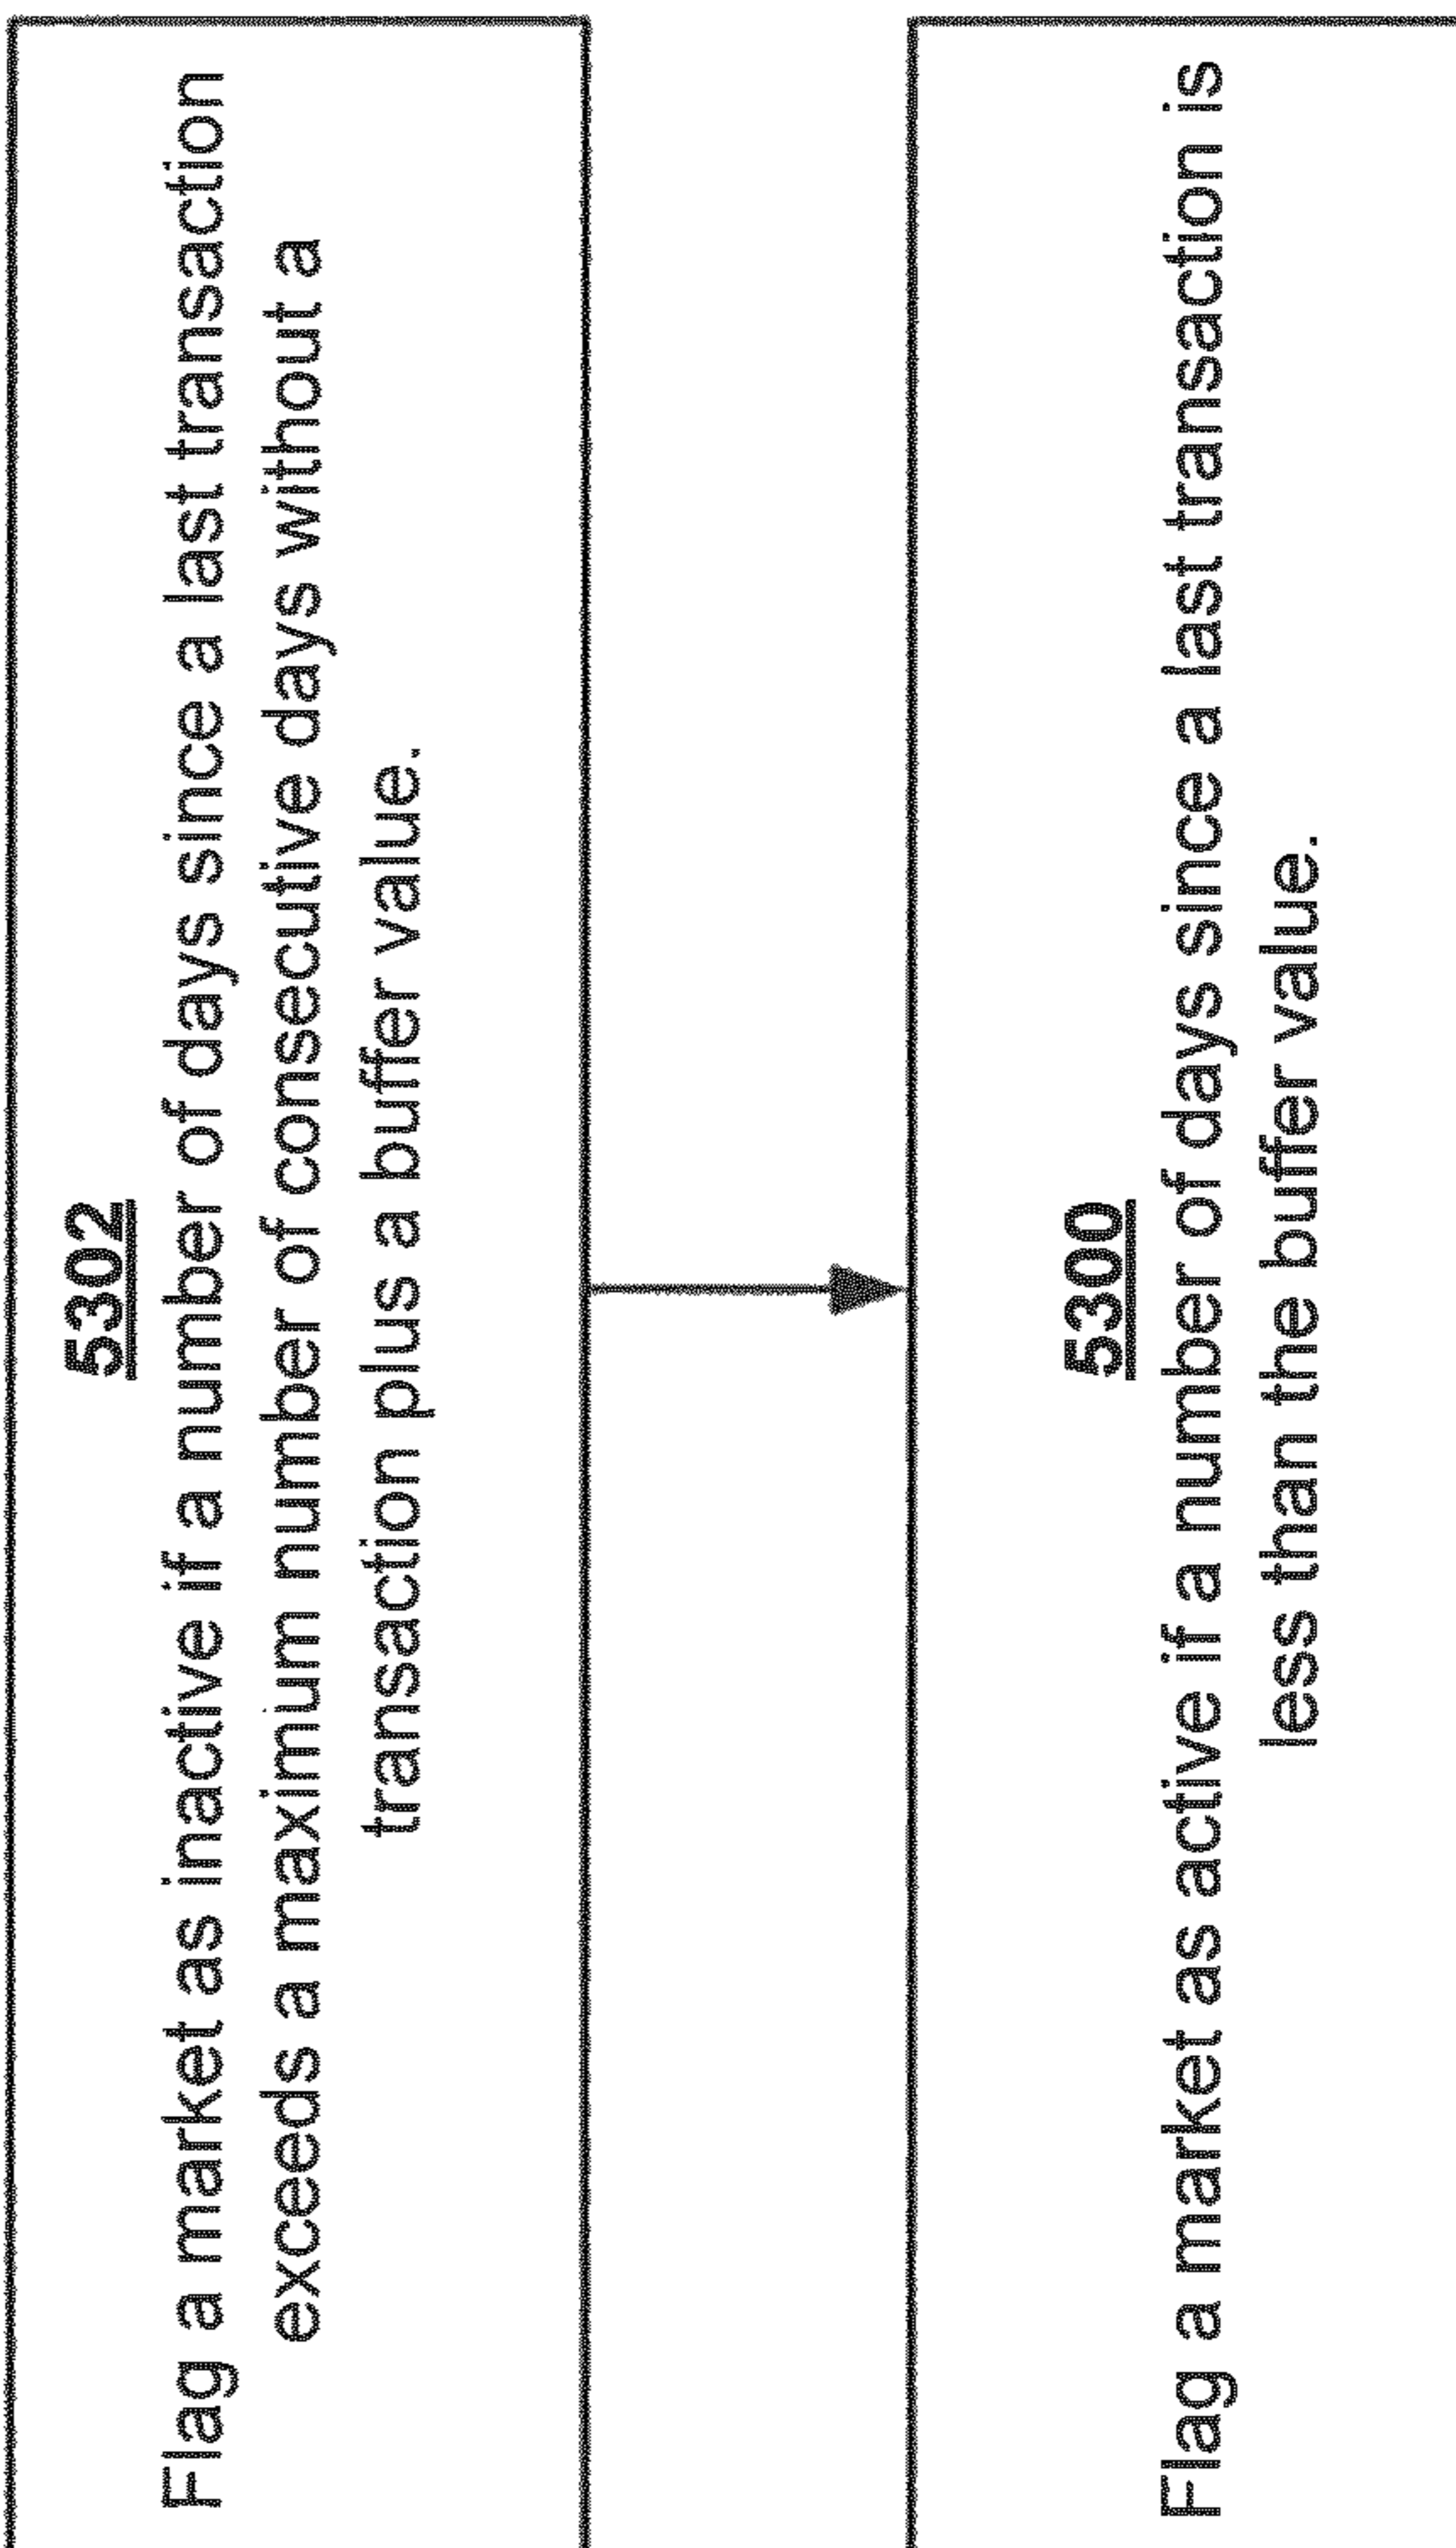 5302
Flag a market as inactive if a number of days since a last transaction
exceeds a maximum number of consecutive days without a
transaction plus a buffer value.
5300
Flag a market as active if a number of days since a last transaction is
less than the buffer value.